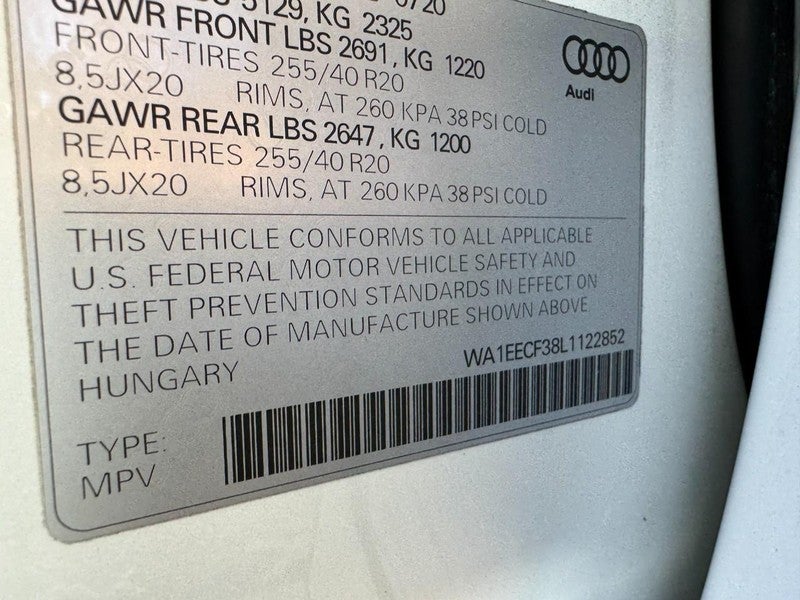 5129, KG 2325
GAWR FRONT LBS 2691, KG 1220
FRONT-TIRES 255/40 R20
8,5JX20 RIMS, AT 260 KPA 38 PSI COLD
GAWR REAR LBS 2647, KG 1200
REAR-TIRES 255/40 R20
8,5JX20 RIMS, AT 260 KPA 38 PSI COLD
Audi
THIS VEHICLE CONFORMS TO ALL APPLICABLE
U.S. FEDERAL MOTOR VEHICLE SAFETY AND
THEFT PREVENTION STANDARDS IN EFFECT ON
THE DATE OF MANUFACTURE SHOWN ABOVE
HUNGARY
WA1EECF38L1122852
TYPE:
MPV